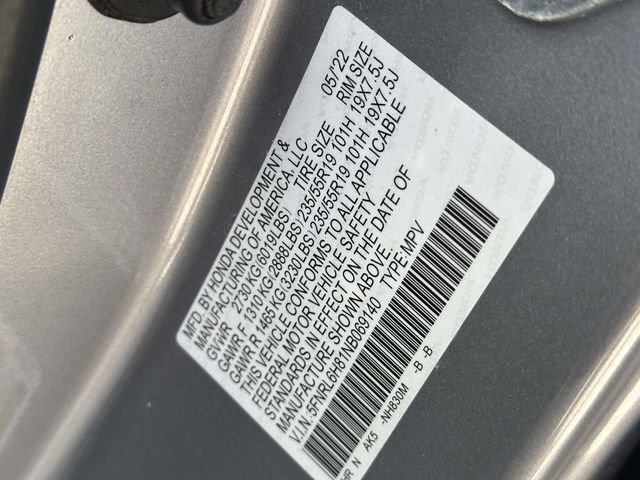 MFD. BY HONDA DEVELOPMENT &
MANUFACTURING OF AMERICA, LLC 05/'22
GVWR 2730KG(6019LBS) TIRE SIZE RIM SIZE
GAWR F 1310KG(2888LBS)235/55R19 101H 19X7.5J
GAWR R 1465KG(3230LBS)235/55R19 101H 19X7.5J
THIS VEHICLE CONFORMS TO ALL APPLICABLE
FEDERAL MOTOR VEHICLE SAFETY
STANDARDS IN EFFECT ON THE DATE OF
MANUFACTURE SHOWN ABOVE.
V.I.N. 5FNRL6H81NB069140 TYPE:MPV
HR N AK5 -NH830M -B -B